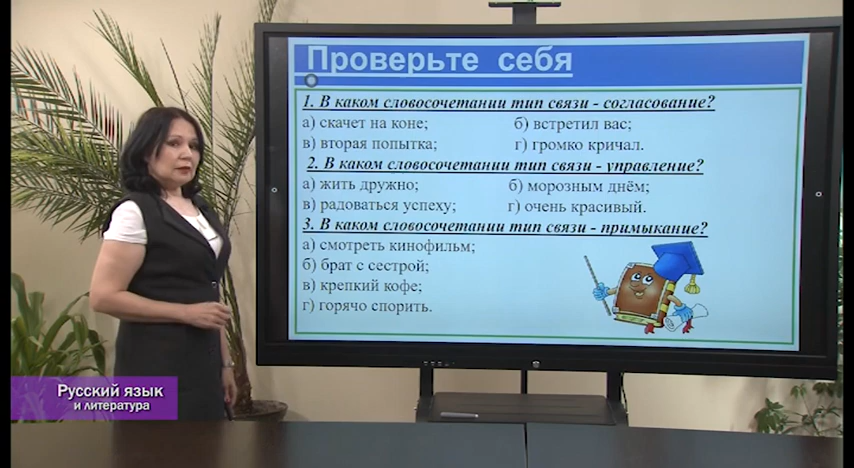 Проверьте себя
1. В каком словосочетании тип связи - согласование?
а) скачет на коне; б) встретил вас;
в) вторая попытка; г) громко кричал.
2. В каком словосочетании тип связи - управление?
а) жить дружно; б) морозным днём;
в) радоваться успеху; г) очень красивый.
3. В каком словосочетании тип связи - примыкание?
а) смотреть кинофильм;
б) брат с сестрой;
в) крепкий кофе;
г) горячо спорить.
Русский язык
и литература